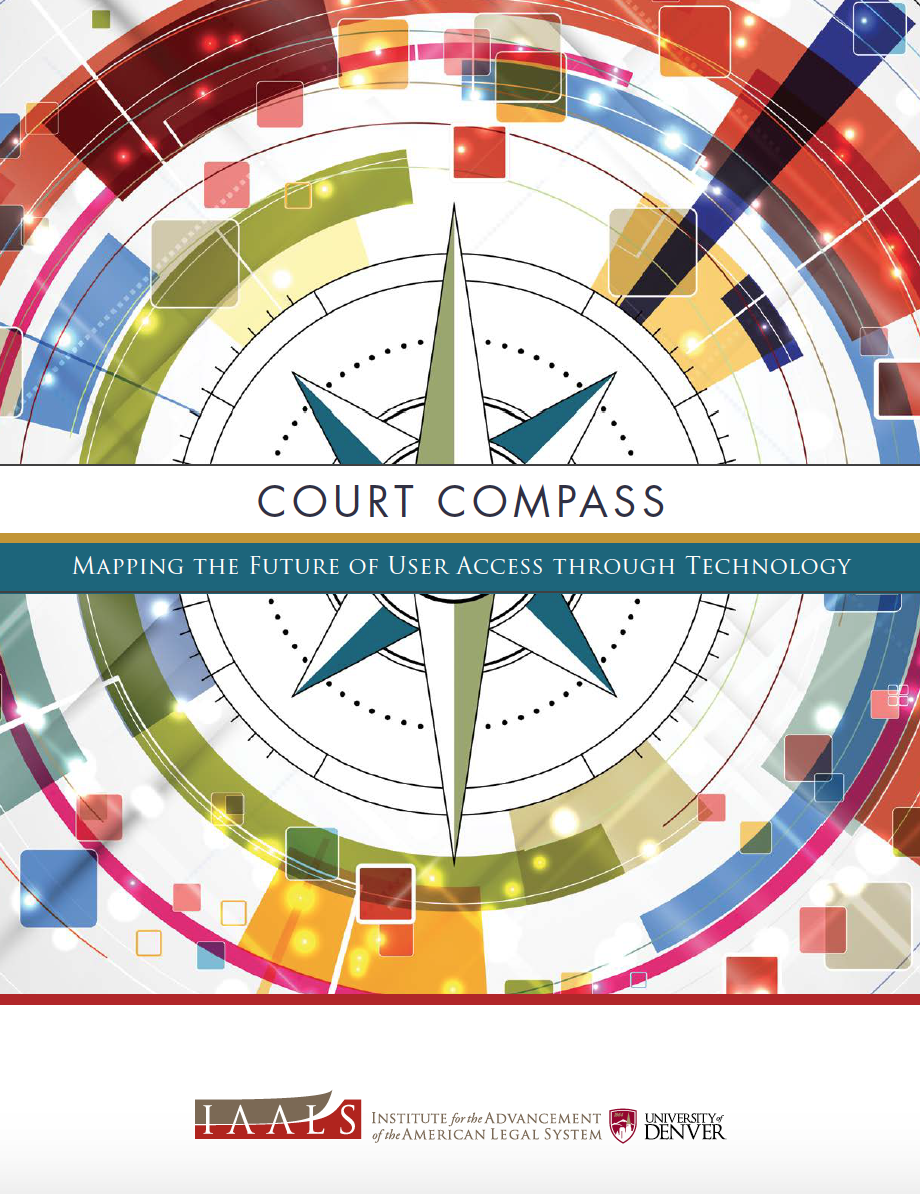 COURT COMPASS
MAPPING THE FUTURE OF USER ACCESS THROUGH TECHNOLOGY
IAALS
INSTITUTE for the ADVANCEMENT
of the AMERICAN LEGAL SYSTEM
UNIVERSITY of
DENVER